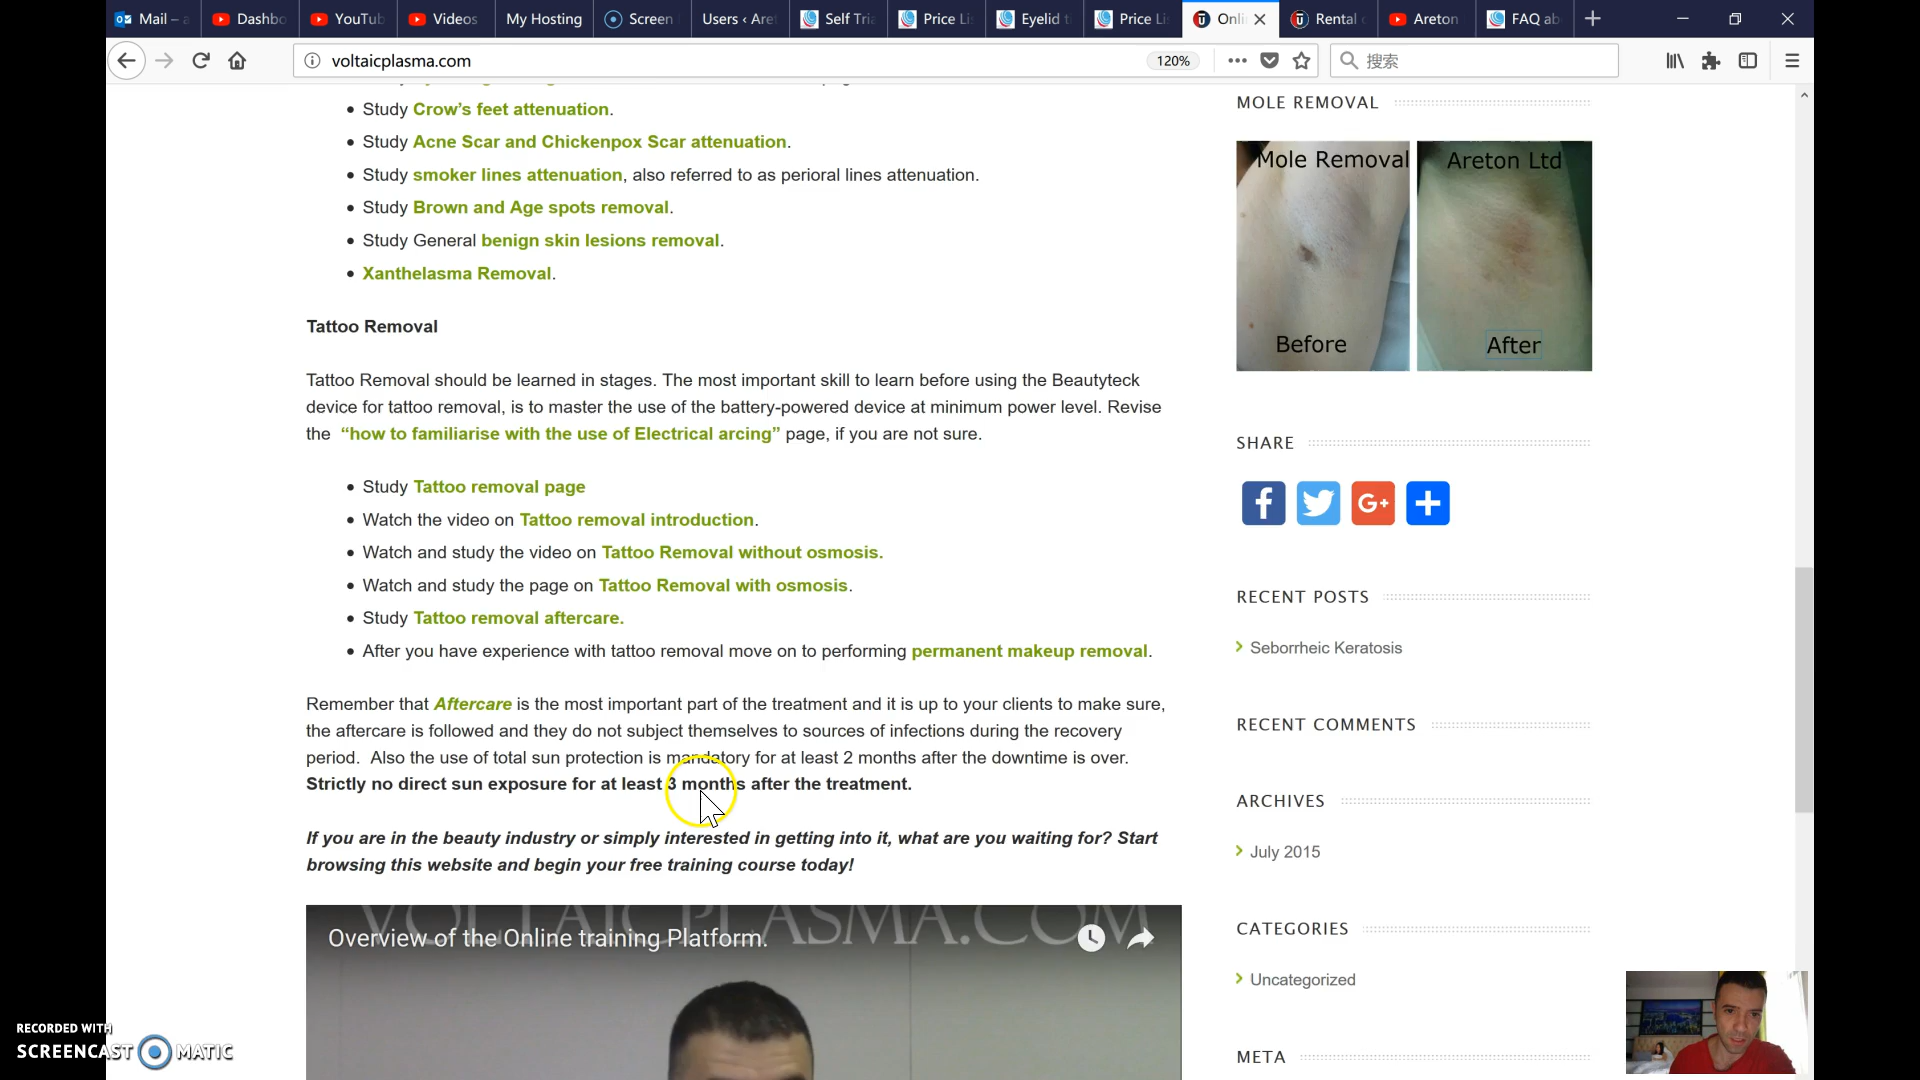 Mail – a
Dashbo
YouTub
Videos
My Hosting
Screen
Users ‹ Aret
Self Tria
Price Lis
Eyelid t
Price Lis
Onli
Rental
Areton
FAQ ab
voltaicplasma.com
120%
搜索
• Study Crow’s feet attenuation.
• Study Acne Scar and Chickenpox Scar attenuation.
• Study smoker lines attenuation, also referred to as perioral lines attenuation.
• Study Brown and Age spots removal.
• Study General benign skin lesions removal.
• Xanthelasma Removal.
Tattoo Removal
Tattoo Removal should be learned in stages. The most important skill to learn before using the Beautyteck
device for tattoo removal, is to master the use of the battery-powered device at minimum power level. Revise
the “how to familiarise with the use of Electrical arcing” page, if you are not sure.
• Study Tattoo removal page
• Watch the video on Tattoo removal introduction.
• Watch and study the video on Tattoo Removal without osmosis.
• Watch and study the page on Tattoo Removal with osmosis.
• Study Tattoo removal aftercare.
• After you have experience with tattoo removal move on to performing permanent makeup removal.
Remember that Aftercare is the most important part of the treatment and it is up to your clients to make sure,
the aftercare is followed and they do not subject themselves to sources of infections during the recovery
period. Also the use of total sun protection is mandatory for at least 2 months after the downtime is over.
Strictly no direct sun exposure for at least 3 months after the treatment.
If you are in the beauty industry or simply interested in getting into it, what are you waiting for? Start
browsing this website and begin your free training course today!
VOLTAICPLASMA.COM
Overview of the Online training Platform.
MOLE REMOVAL
Mole Removal
Areton Ltd
Before
After
SHARE
RECENT POSTS
Seborrheic Keratosis
RECENT COMMENTS
ARCHIVES
July 2015
CATEGORIES
Uncategorized
META
RECORDED WITH
SCREENCAST MATIC